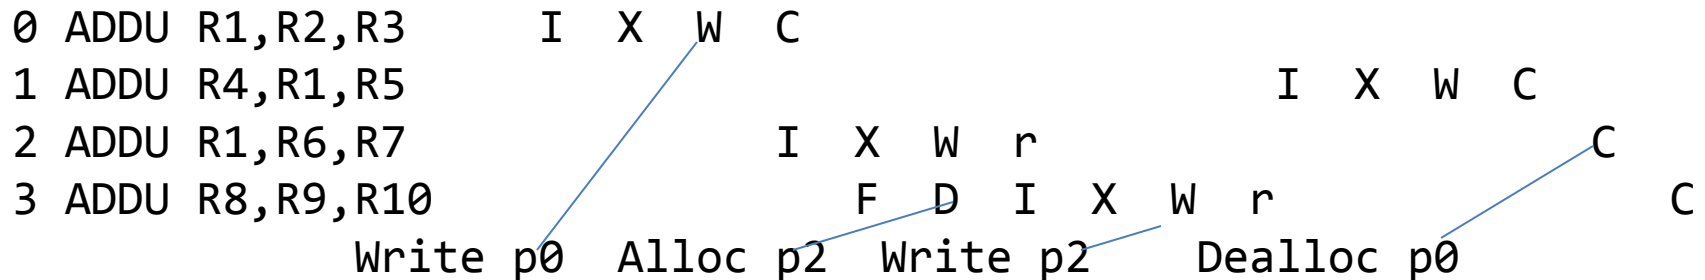 0 ADDU R1,R2,R3 I X W C
1 ADDU R4,R1,R5 I X W C
2 ADDU R1,R6,R7 I X W r C
3 ADDU R8,R9,R10 F D I X W r C
Write p0 Alloc p2 Write p2 Dealloc p0